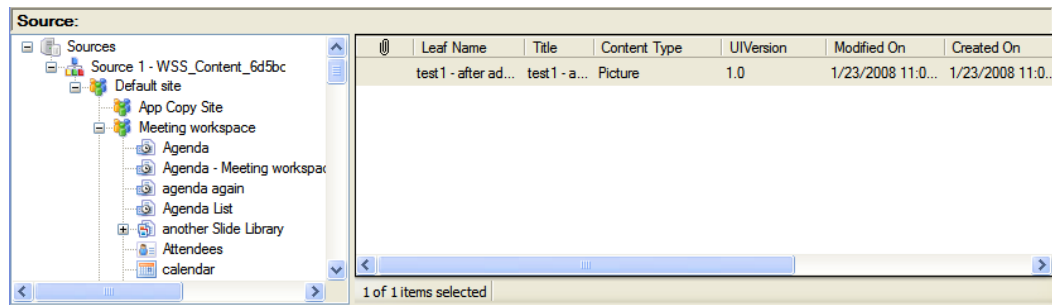 Source:
Sources
Source 1 - WSS_Content_6d5bc
Default site
App Copy Site
Meeting workspace
Agenda
Agenda - Meeting workspac
agenda again
Agenda List
another Slide Library
Attendees
calendar
Leaf Name Title Content Type UIVersion Modified On Created On
test1 - after ad... test1 - a... Picture 1.0 1/23/2008 11:0... 1/23/2008 11:0..
1 of 1 items selected